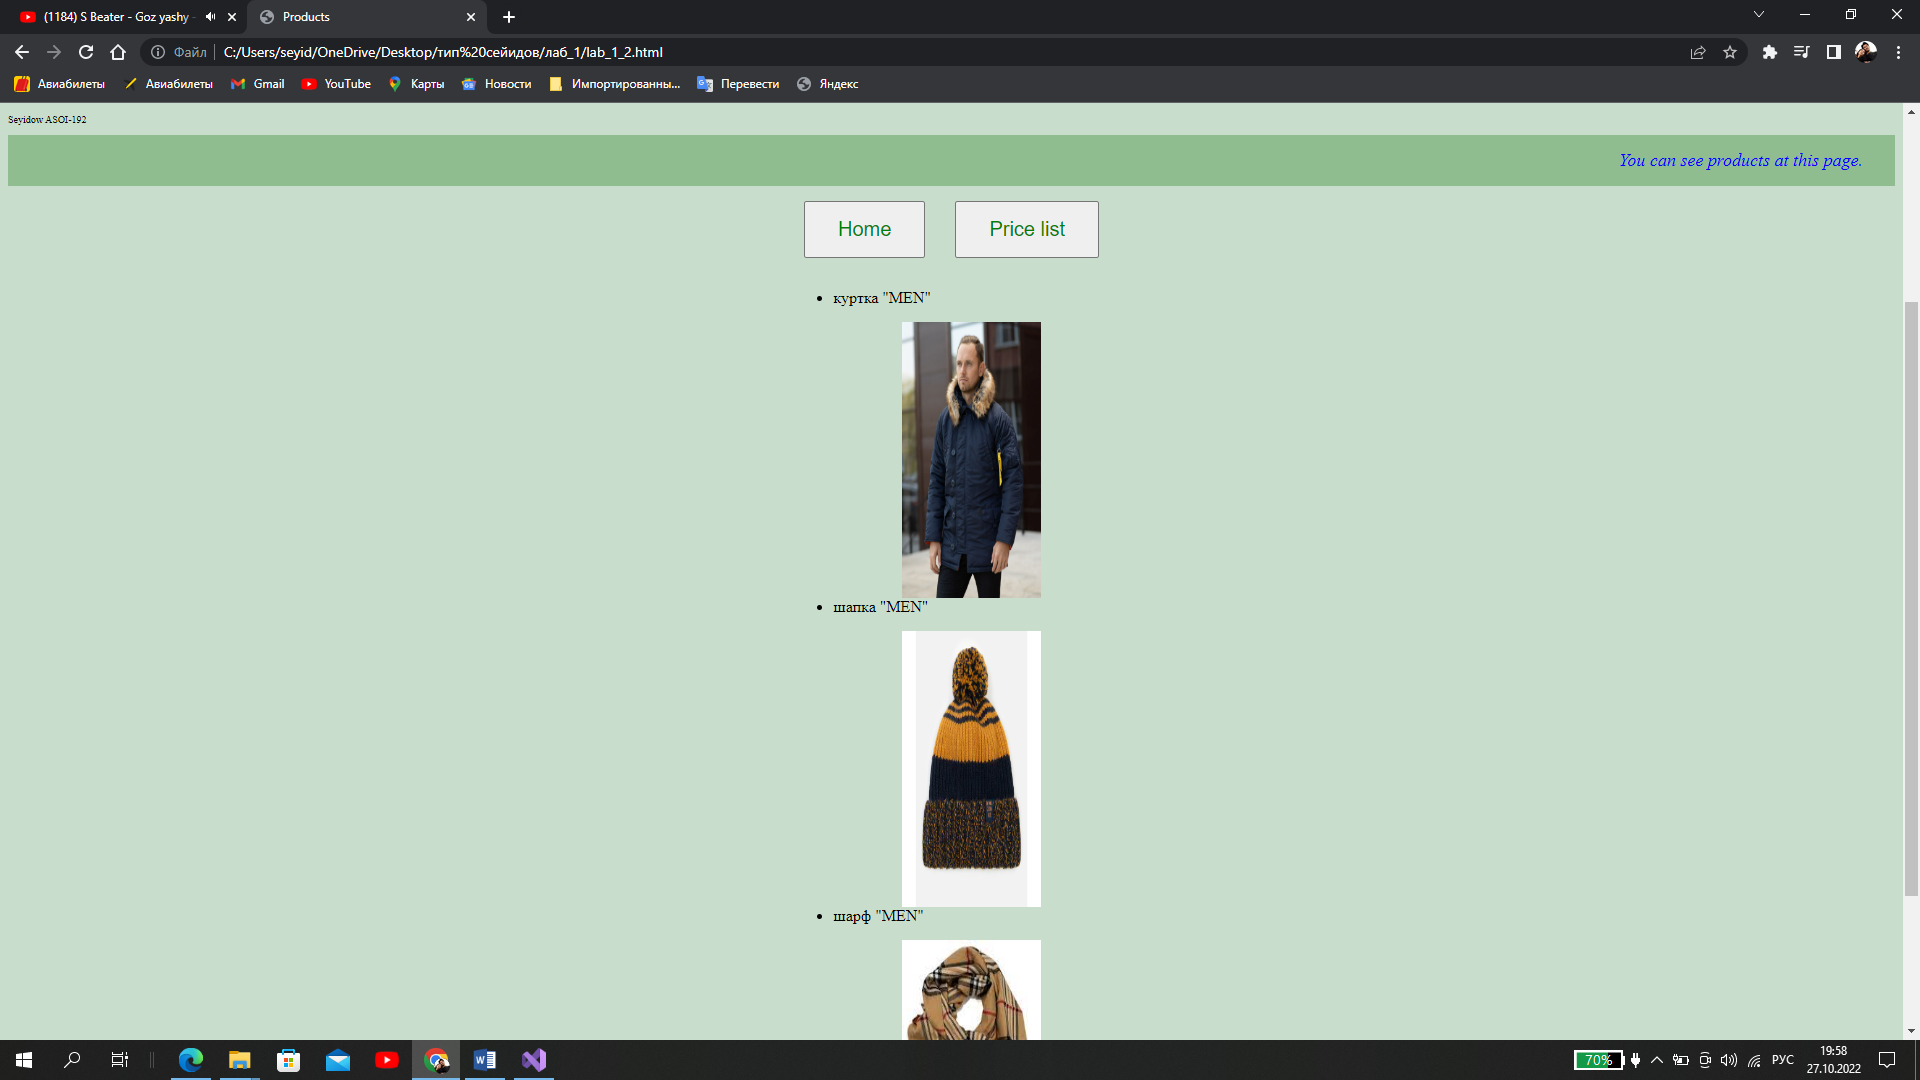 (1184) S Beater - Goz yashy
Products
Файл
C:/Users/seyid/OneDrive/Desktop/тип%20сейидов/лаб_1/lab_1_2.html
Авиабилеты
Авиабилеты
Gmail
YouTube
Карты
Новости
Импортированны...
Перевести
Яндекс
Seyidow ASOI-192
You can see products at this page.
Home
Price list
куртка "MEN"
шапка "MEN"
шарф "MEN"
70%
РУС
19:58
27.10.2022